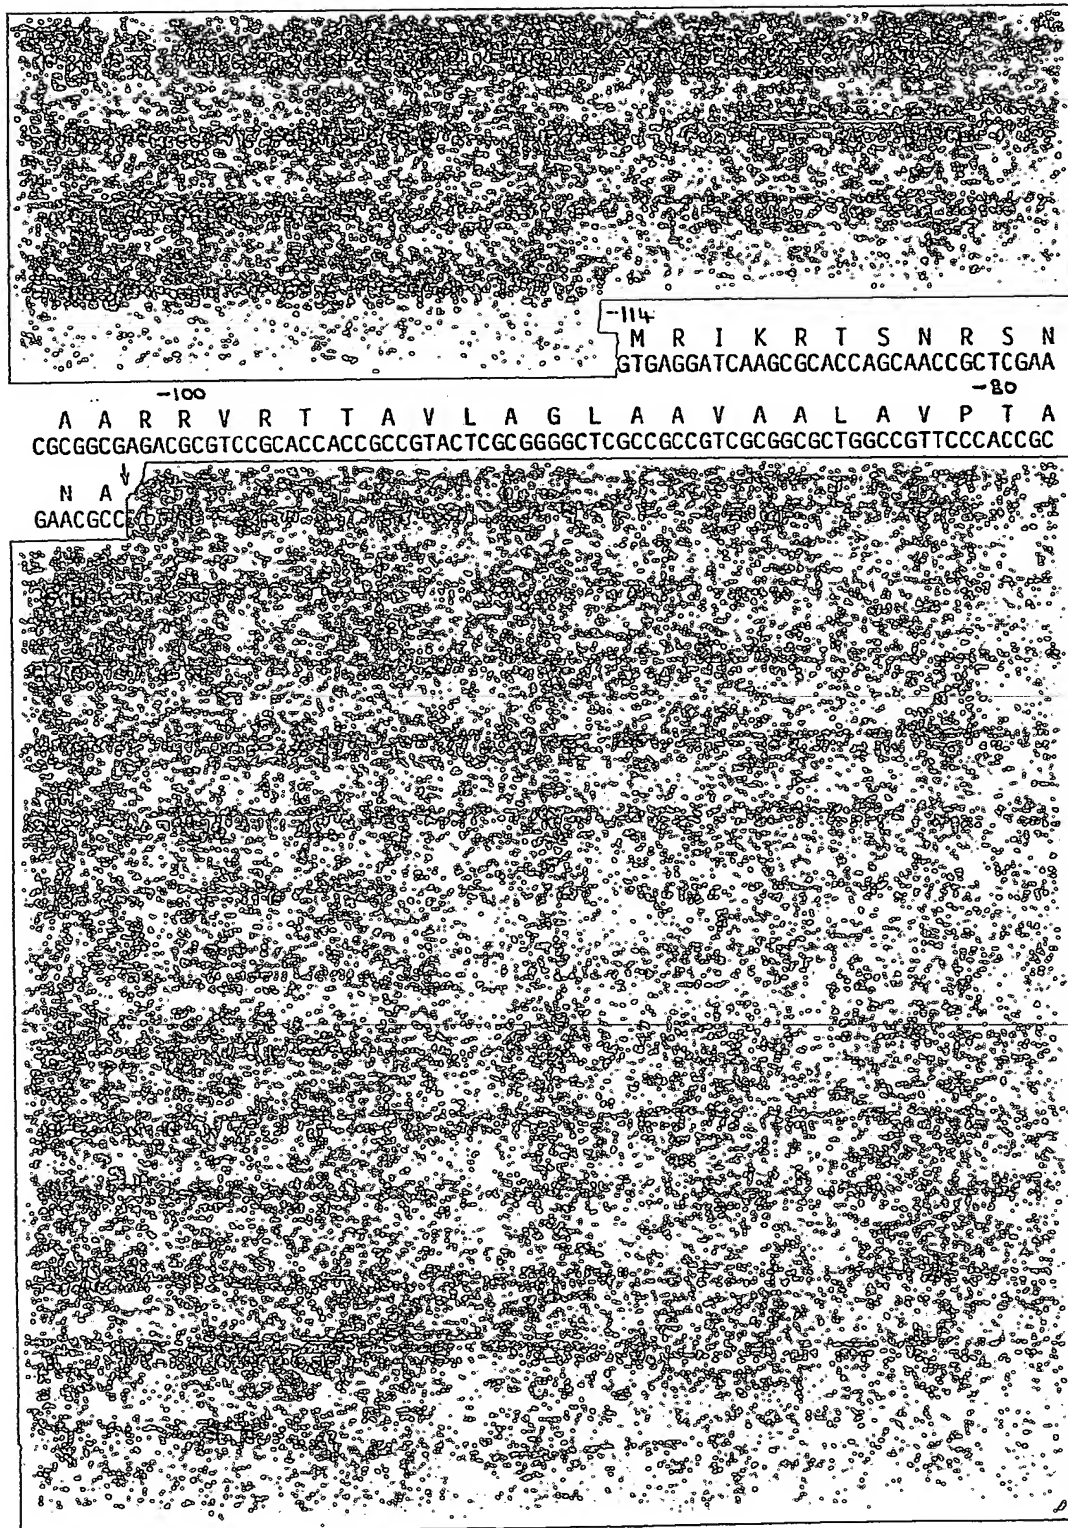 -114
M R I K R T S N R S N
GTGAGGATCAAGCGCACCAGCAACCGCTCGAA
-100 -80
A A R R V R T T A V L A G L A A V A A L A V P T A
CGCGGCGAGACGCGTCCGCACCACCGCCGTACTCGCGGGGCTCGCCGCCGTCGCGGCGCTGGCCGTTCCCACCGC
N A
GAACGCC